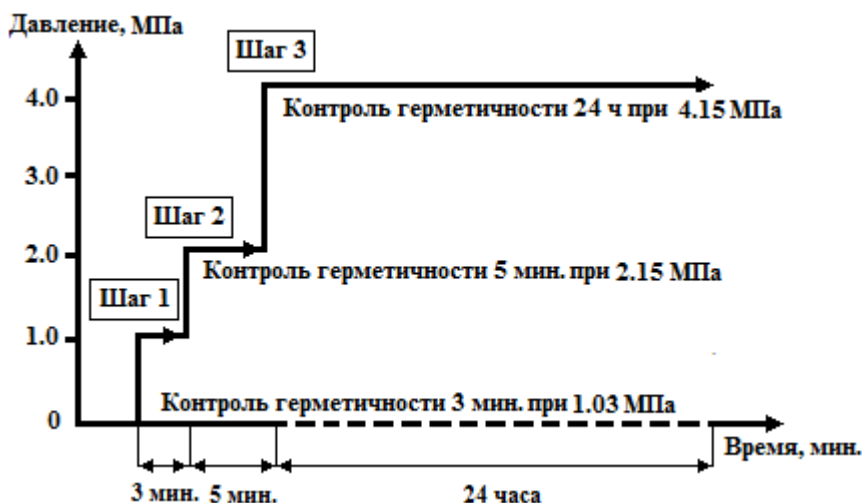 Давление, МПа
Шаг 3
4.0
Контроль герметичности 24 ч при 4.15 МПа
3.0
Шаг 2
2.0
Контроль герметичности 5 мин. при 2.15 МПа
Шаг 1
1.0
Контроль герметичности 3 мин. при 1.03 МПа
0
Время, мин.
3 мин. 5 мин. 24 часа